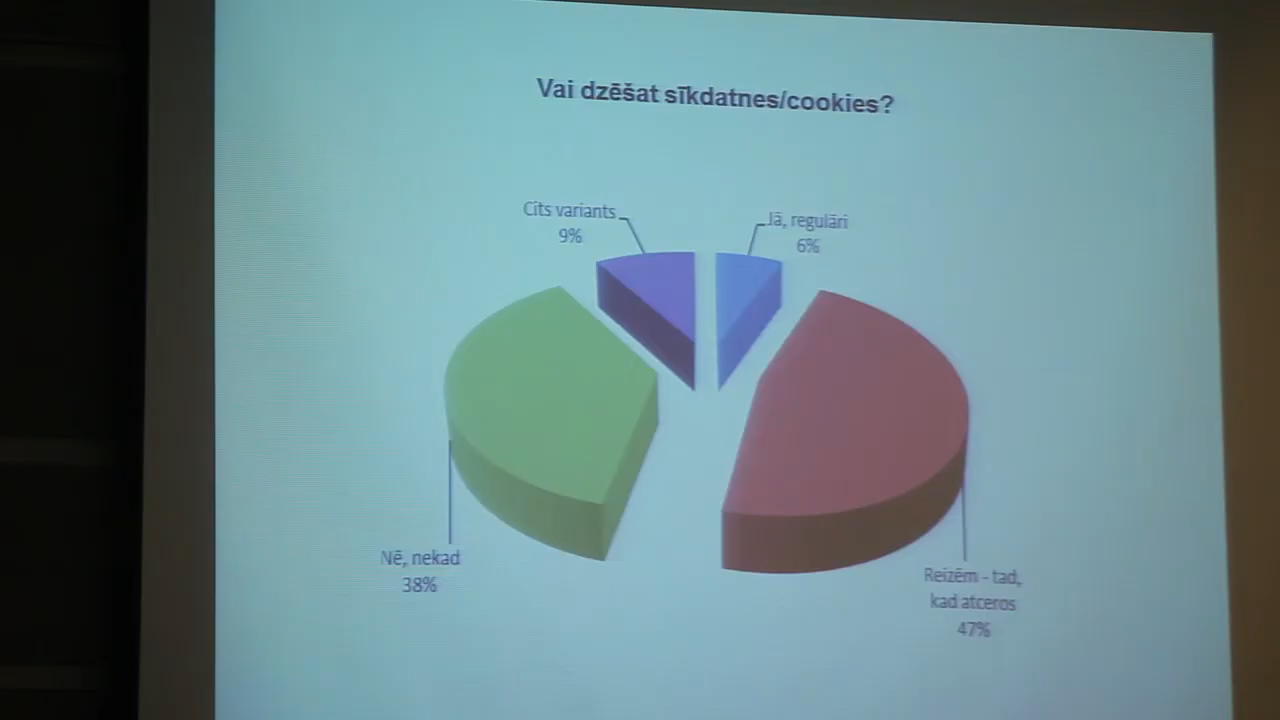 Vai dzēšat sīkdatnes/cookies?
Cits variants
9%
Jā, regulāri
6%
Nē, nekad
38%
Reizēm - tad,
kad atceros
47%